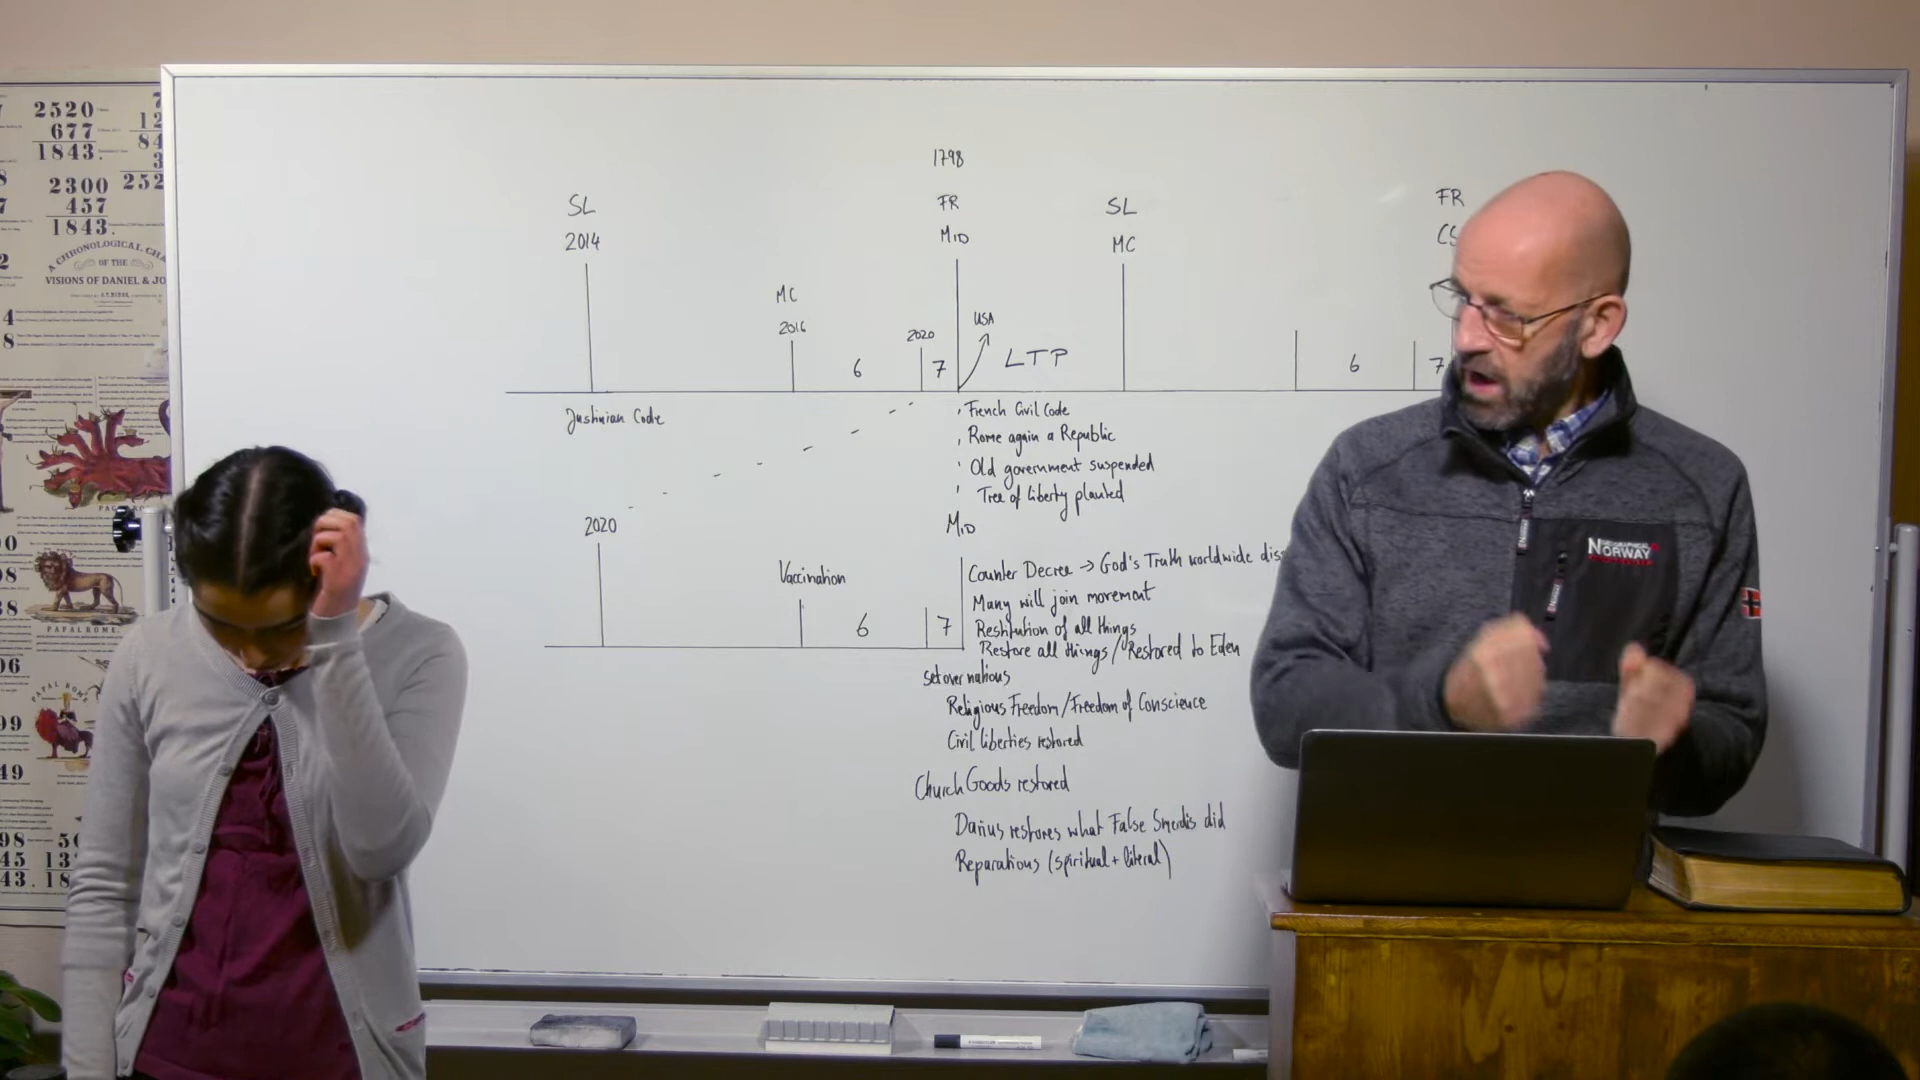 2520
677
1843.
2300
457
1843.
252
A CHRONOLOGICAL
OF THE
VISIONS OF DANIEL & JO
PAPAL ROME.
PAPAL ROME
1798
SL
FR
SL
FR
2014
MID
MC
MC
2016
2020
USA
6
7
LTP
6
7
Justinian Code
French Civil Code
Rome again a Republic
Old government suspended
Tree of liberty planted
2020
MID
Vaccination
Counter Decree → God's Truth worldwide
Many will join movement
6
7
Restitution of all things
Restore all things/Restored to Eden
set over nations
Religious Freedom/Freedom of Conscience
Civil liberties restored
Church Goods restored
Darius restores what False Smerdis did
Reparations (spiritual + literal)
NORWAY